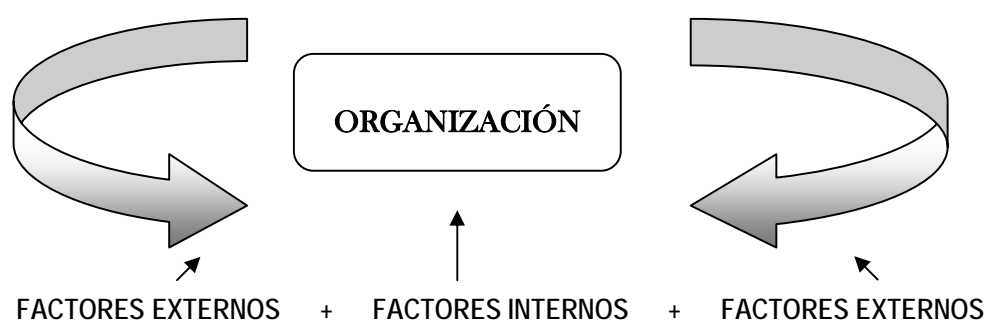 ORGANIZACIÓN
FACTORES EXTERNOS + FACTORES INTERNOS + FACTORES EXTERNOS